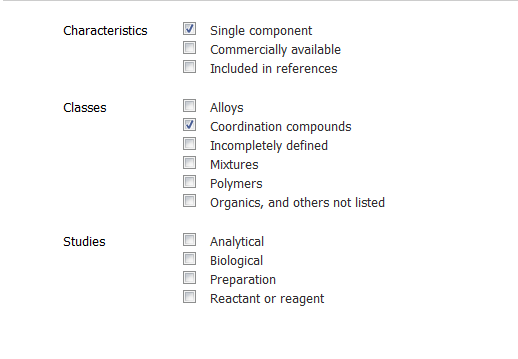 Characteristics
Single component
Commercially available
Included in references
Classes
Alloys
Coordination compounds
Incompletely defined
Mixtures
Polymers
Organics, and others not listed
Studies
Analytical
Biological
Preparation
Reactant or reagent